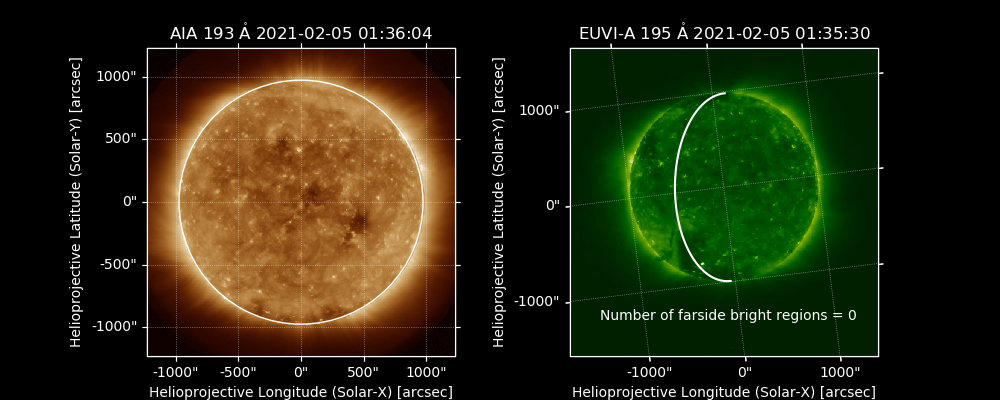 AIA 193 Å 2021-02-05 01:36:04
Helioprojective Latitude (Solar-Y) [arcsec]
1000"
500"
0"
-500"
-1000"
-1000"
-500"
0"
500"
1000"
Helioprojective Longitude (Solar-X) [arcsec]
EUVI-A 195 Å 2021-02-05 01:35:30
Helioprojective Latitude (Solar-Y) [arcsec]
1000"
0"
-1000"
Number of farside bright regions = 0
-1000"
0"
1000"
Helioprojective Longitude (Solar-X) [arcsec]